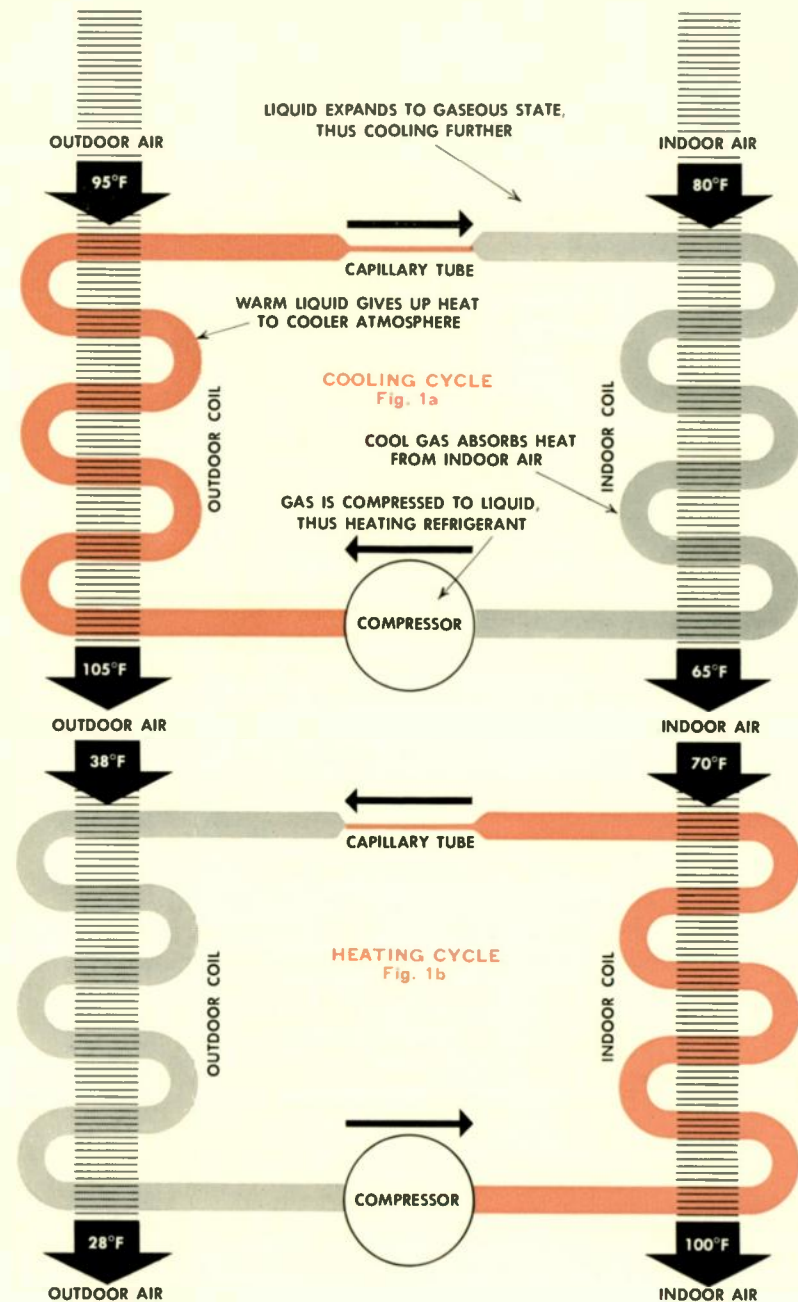 OUTDOOR AIR
95°F
LIQUID EXPANDS TO GASEOUS STATE,
THUS COOLING FURTHER
INDOOR AIR
80°F
CAPILLARY TUBE
WARM LIQUID GIVES UP HEAT
TO COOLER ATMOSPHERE
COOLING CYCLE
Fig. 1a
OUTDOOR COIL
INDOOR COIL
COOL GAS ABSORBS HEAT
FROM INDOOR AIR
GAS IS COMPRESSED TO LIQUID,
THUS HEATING REFRIGERANT
COMPRESSOR
105°F
OUTDOOR AIR
65°F
INDOOR AIR
38°F
70°F
CAPILLARY TUBE
HEATING CYCLE
Fig. 1b
OUTDOOR COIL
INDOOR COIL
COMPRESSOR
28°F
OUTDOOR AIR
100°F
INDOOR AIR